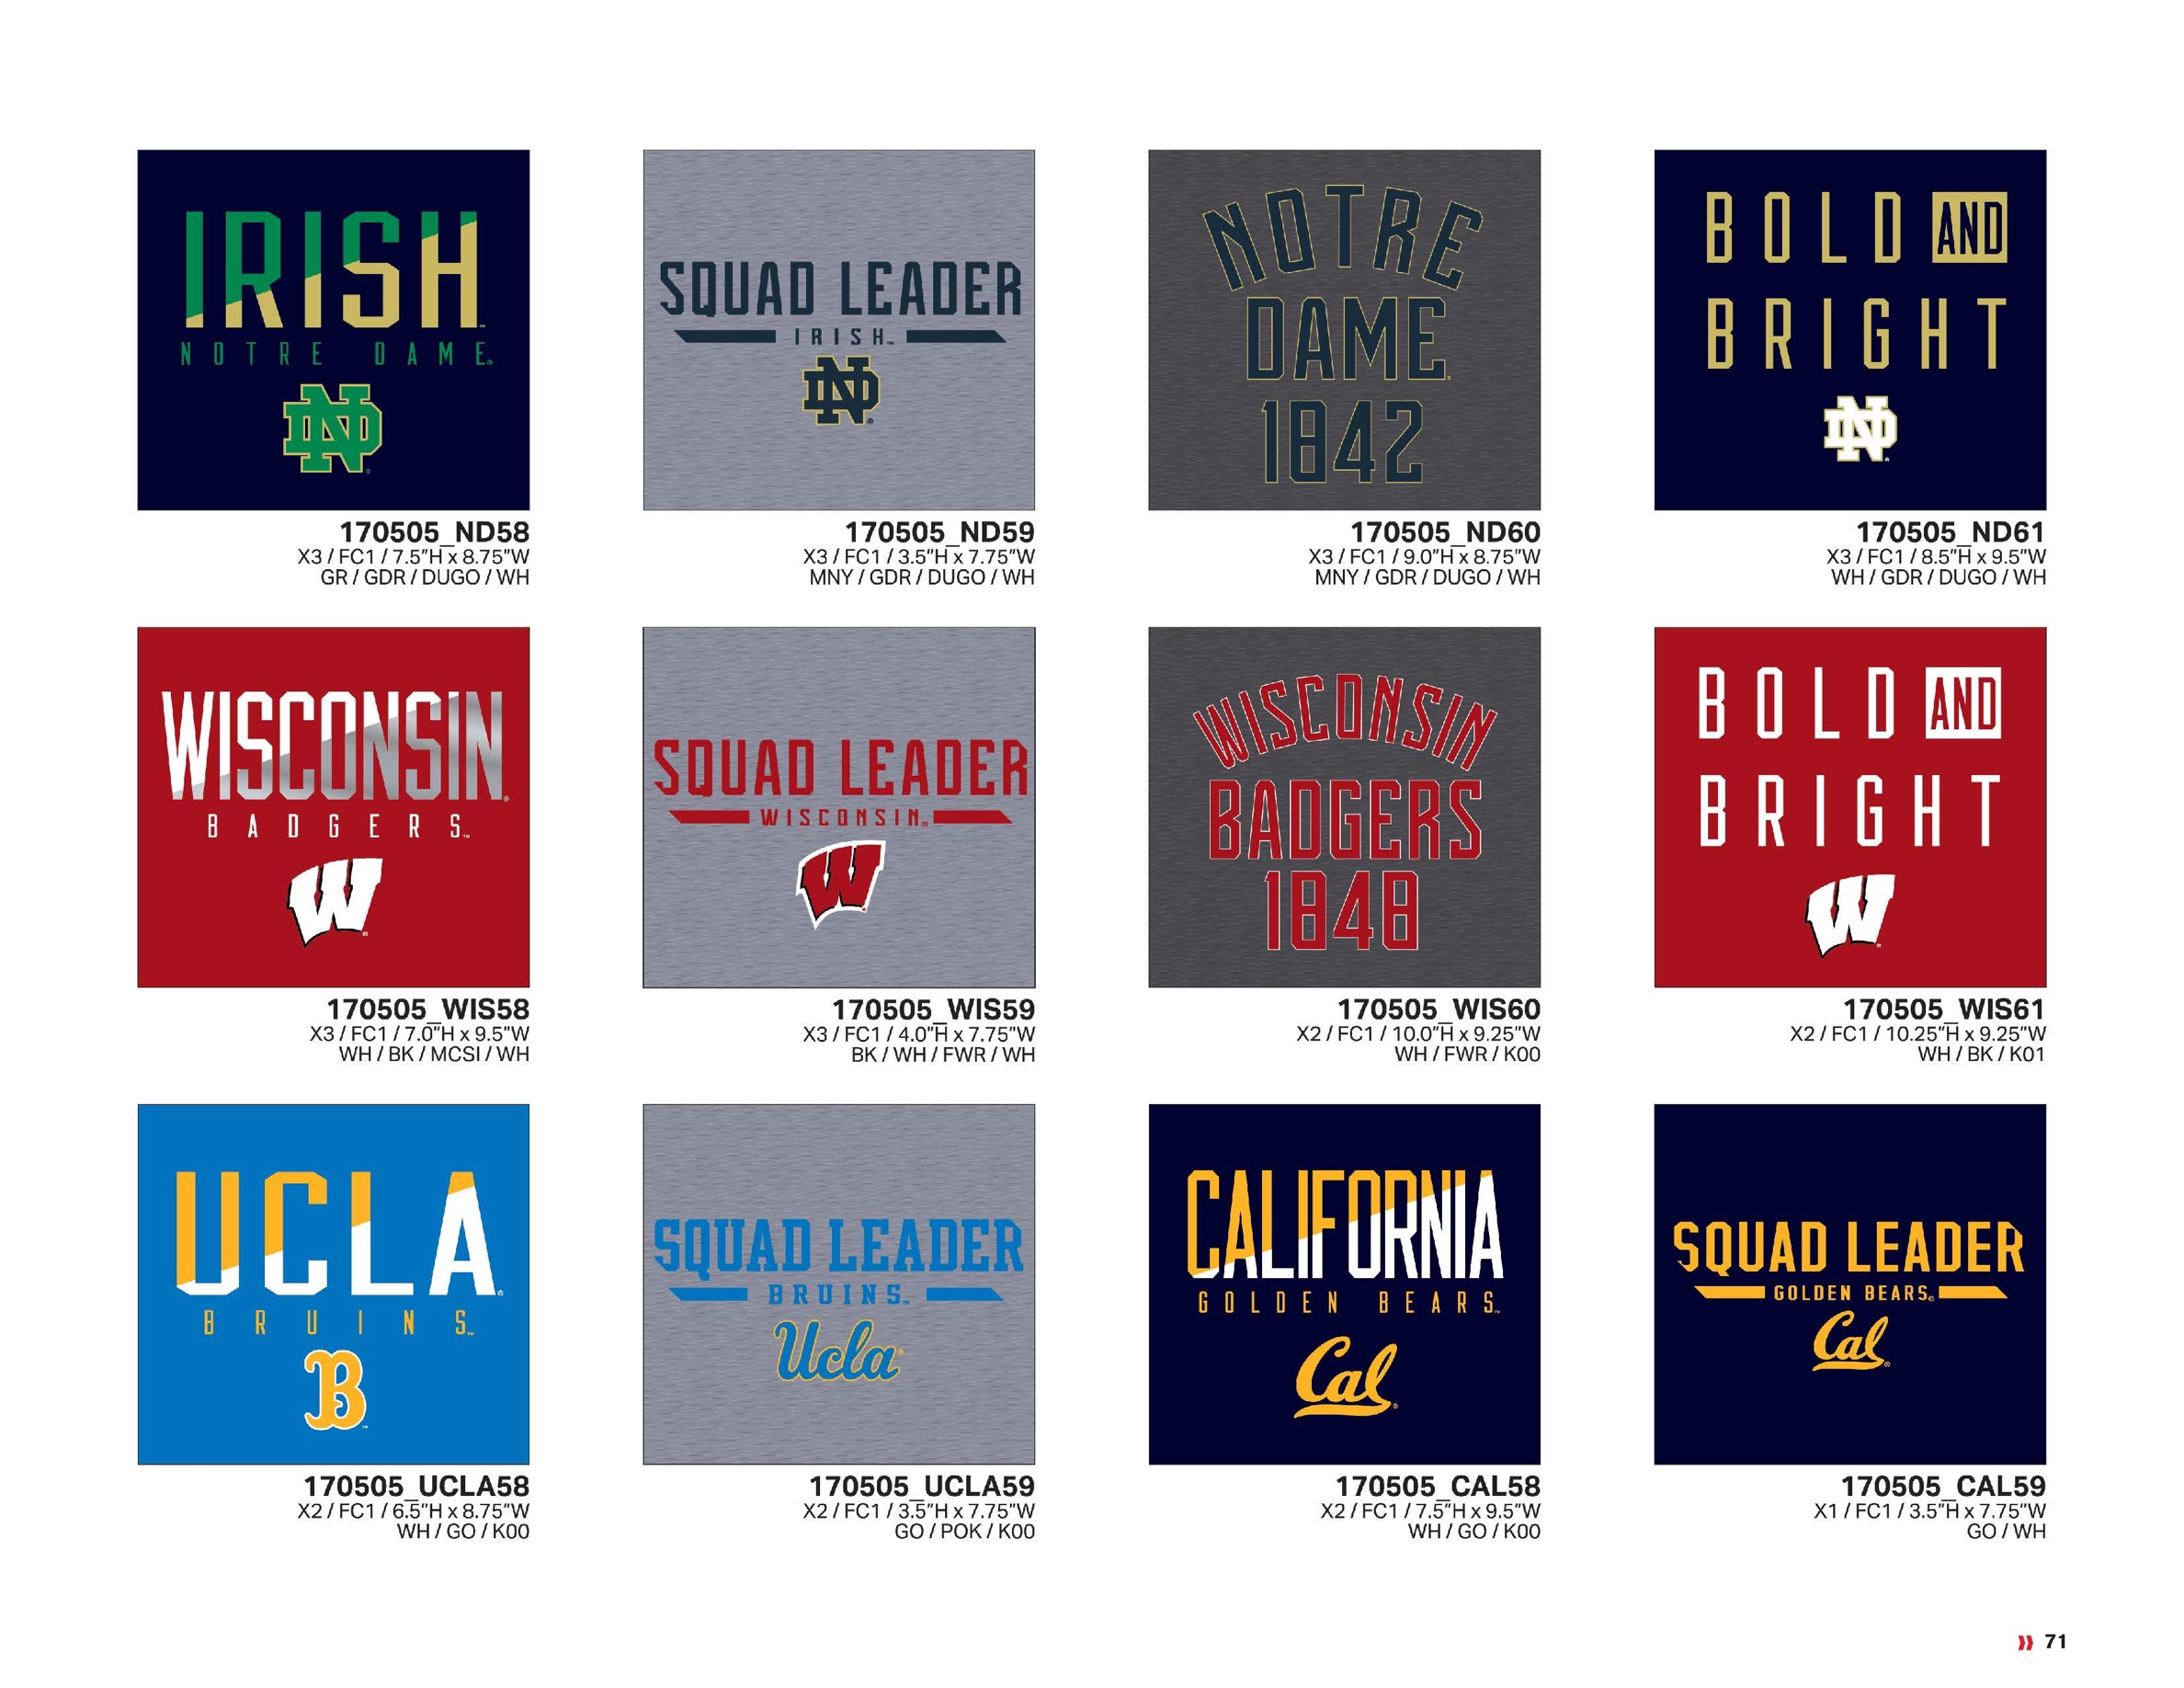 IRISH™
NOTRE DAME®
ND®
170505_ND58
X3 / FC1 / 7.5"H x 8.75"W
GR / GDR / DUGO / WH
SQUAD LEADER
IRISH™
ND®
170505_ND59
X3 / FC1 / 3.5"H x 7.75"W
MNY / GDR / DUGO / WH
NOTRE
DAME®
1842
170505_ND60
X3 / FC1 / 9.0"H x 8.75"W
MNY / GDR / DUGO / WH
BOLD AND
BRIGHT
ND®
170505_ND61
X3 / FC1 / 8.5"H x 9.5"W
WH / GDR / DUGO / WH
WISCONSIN®
BADGERS™
W®
170505_WIS58
X3 / FC1 / 7.0"H x 9.5"W
WH / BK / MCSI / WH
SQUAD LEADER
WISCONSIN®
W®
170505_WIS59
X3 / FC1 / 4.0"H x 7.75"W
BK / WH / FWR / WH
WISCONSIN
BADGERS
1848
170505_WIS60
X2 / FC1 / 10.0"H x 9.25"W
WH / FWR / K00
BOLD AND
BRIGHT
W®
170505_WIS61
X2 / FC1 / 10.25"H x 9.25"W
WH / BK / K01
UCLA®
BRUINS™
B™
170505_UCLA58
X2 / FC1 / 6.5"H x 8.75"W
WH / GO / K00
SQUAD LEADER
BRUINS™
Ucla®
170505_UCLA59
X2 / FC1 / 3.5"H x 7.75"W
GO / POK / K00
CALIFORNIA
GOLDEN BEARS™
Cal®
170505_CAL58
X2 / FC1 / 7.5"H x 9.5"W
WH / GO / K00
SQUAD LEADER
GOLDEN BEARS®
Cal®
170505_CAL59
X1 / FC1 / 3.5"H x 7.75"W
GO / WH
71